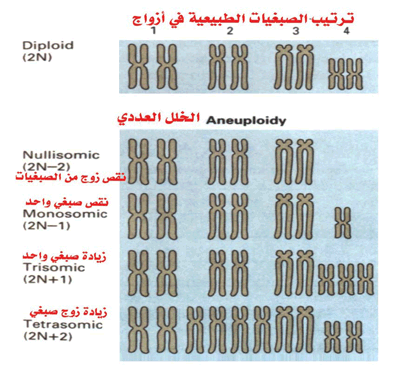 ترتيب الصبغيات الطبيعية في أزواج
1 2 3 4
Diploid
(2N)
الخلل العددي Aneuploidy
Nullisomic
(2N−2)
نقص زوج من الصبغيات
نقص صبغي واحد
Monosomic
(2N−1)
زيادة صبغي واحد
Trisomic
(2N+1)
زيادة زوج صبغي
Tetrasomic
(2N+2)